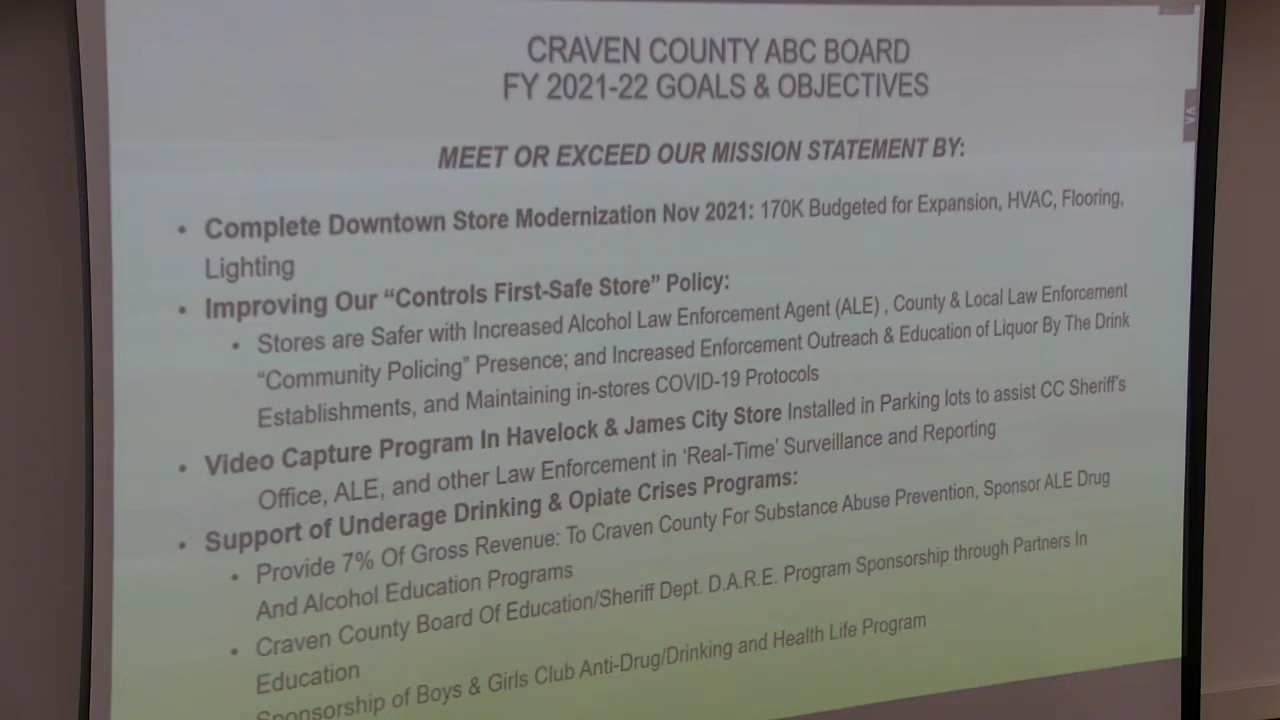 CRAVEN COUNTY ABC BOARD
FY 2021-22 GOALS & OBJECTIVES
MEET OR EXCEED OUR MISSION STATEMENT BY:
• Complete Downtown Store Modernization Nov 2021: 170K Budgeted for Expansion, HVAC, Flooring,
Lighting
• Improving Our “Controls First-Safe Store” Policy:
• Stores are Safer with Increased Alcohol Law Enforcement Agent (ALE) , County & Local Law Enforcement
“Community Policing” Presence; and Increased Enforcement Outreach & Education of Liquor By The Drink
Establishments, and Maintaining in-stores COVID-19 Protocols
• Video Capture Program In Havelock & James City Store Installed in Parking lots to assist CC Sheriff’s
Office, ALE, and other Law Enforcement in ‘Real-Time’ Surveillance and Reporting
• Support of Underage Drinking & Opiate Crises Programs:
• Provide 7% Of Gross Revenue: To Craven County For Substance Abuse Prevention, Sponsor ALE Drug
And Alcohol Education Programs
• Craven County Board Of Education/Sheriff Dept. D.A.R.E. Program Sponsorship through Partners In
Education
Sponsorship of Boys & Girls Club Anti-Drug/Drinking and Health Life Program